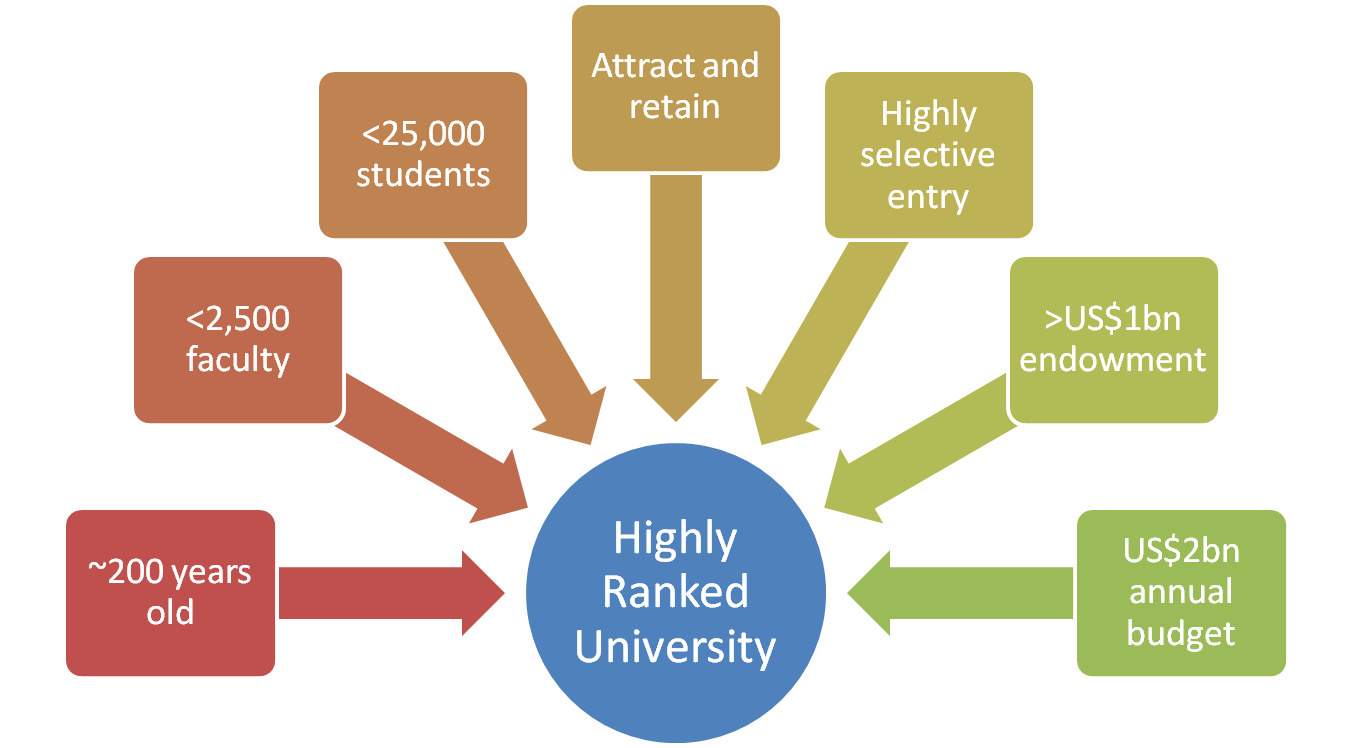 ~200 years
old
<2,500
faculty
<25,000
students
Attract and
retain
Highly
selective
entry
>US$1bn
endowment
US$2bn
annual
budget
Highly
Ranked
University